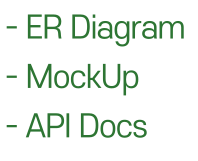 - ER Diagram
- MockUp
- API Docs